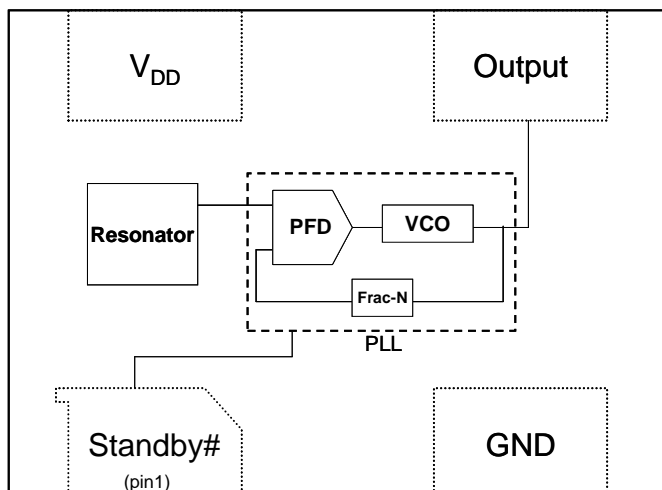 VDD
Output
Resonator
PFD
VCO
Frac-N
PLL
Standby#
(pin1)
GND